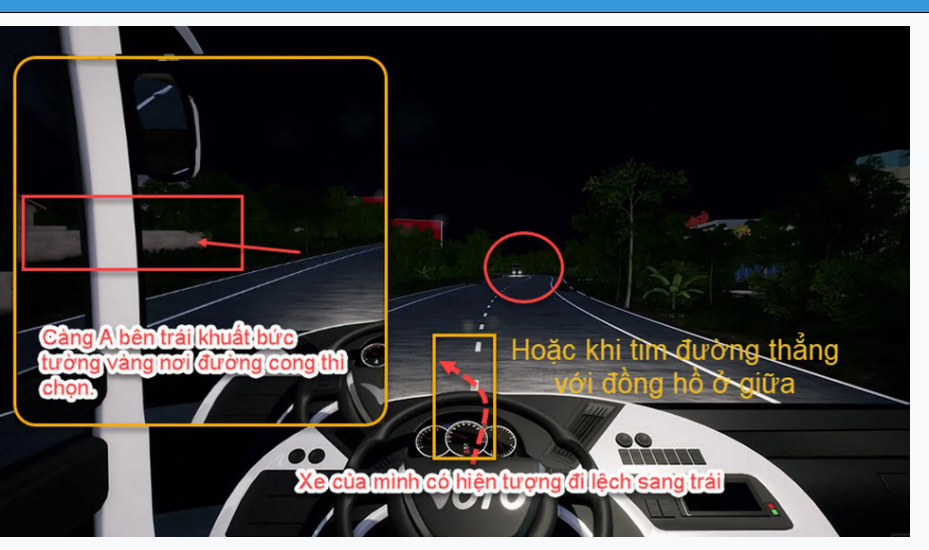 Càng A bên trái khuất bức
tường vàng nơi đường cong thì
chọn.
Hoặc khi tim đường thẳng
với đồng hồ ở giữa
Xe của mình có hiện tượng đi lệch sang trái